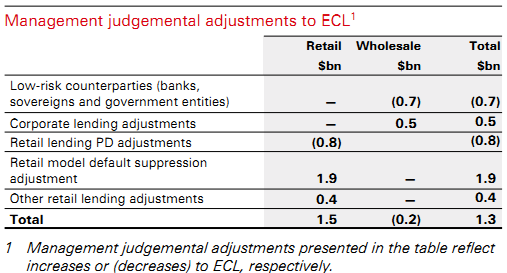 Management judgemental adjustments to ECL1
Retail Wholesale Total
$bn $bn $bn
Low-risk counterparties (banks,
sovereigns and government entities) — (0.7) (0.7)
Corporate lending adjustments — 0.5 0.5
Retail lending PD adjustments (0.8) (0.8)
Retail model default suppression
adjustment 1.9 — 1.9
Other retail lending adjustments 0.4 — 0.4
Total 1.5 (0.2) 1.3
1 Management judgemental adjustments presented in the table reflect
increases or (decreases) to ECL, respectively.